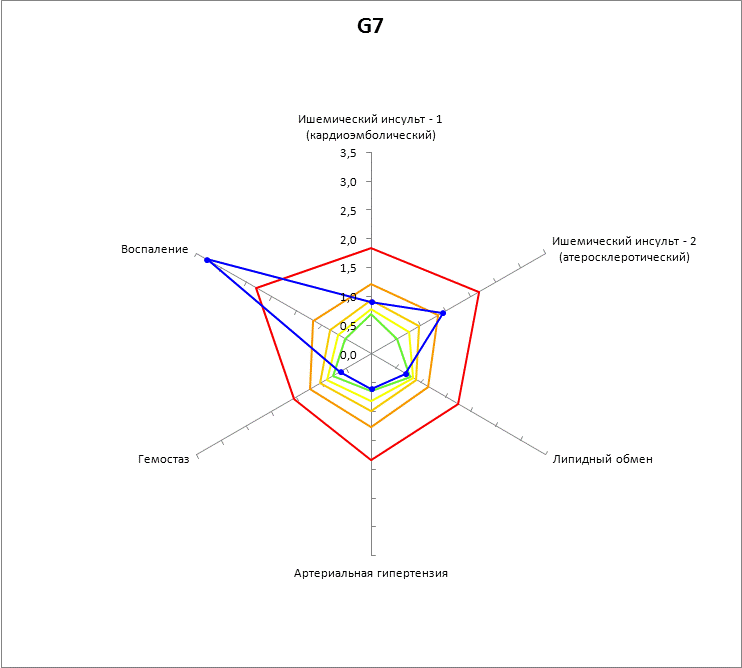 G7
Ишемический инсульт - 1
(кардиоэмболический)
3,5
3,0
2,5
2,0
1,5
1,0
0,5
0,0
Ишемический инсульт - 2
(атеросклеротический)
Воспаление
Гемостаз
Липидный обмен
Артериальная гипертензия